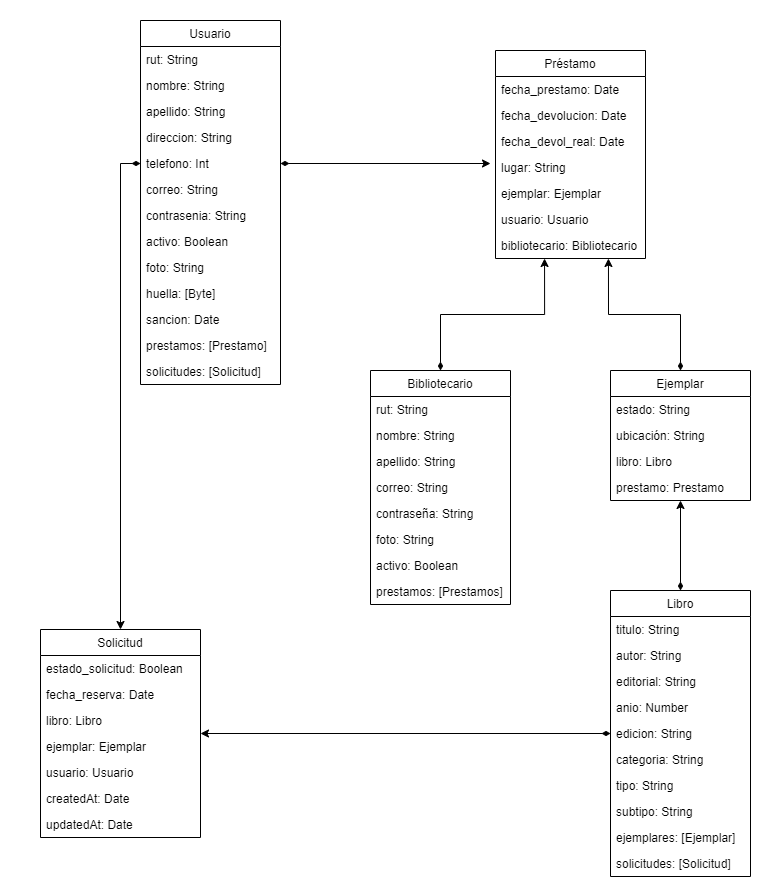 Usuario
rut: String
nombre: String
apellido: String
direccion: String
telefono: Int
correo: String
contrasenia: String
activo: Boolean
foto: String
huella: [Byte]
sancion: Date
prestamos: [Prestamo]
solicitudes: [Solicitud]
Préstamo
fecha_prestamo: Date
fecha_devolucion: Date
fecha_devol_real: Date
lugar: String
ejemplar: Ejemplar
usuario: Usuario
bibliotecario: Bibliotecario
Bibliotecario
rut: String
nombre: String
apellido: String
correo: String
contraseña: String
foto: String
activo: Boolean
prestamos: [Prestamos]
Ejemplar
estado: String
ubicación: String
libro: Libro
prestamo: Prestamo
Solicitud
estado_solicitud: Boolean
fecha_reserva: Date
libro: Libro
ejemplar: Ejemplar
usuario: Usuario
createdAt: Date
updatedAt: Date
Libro
titulo: String
autor: String
editorial: String
anio: Number
edicion: String
categoria: String
tipo: String
subtipo: String
ejemplares: [Ejemplar]
solicitudes: [Solicitud]